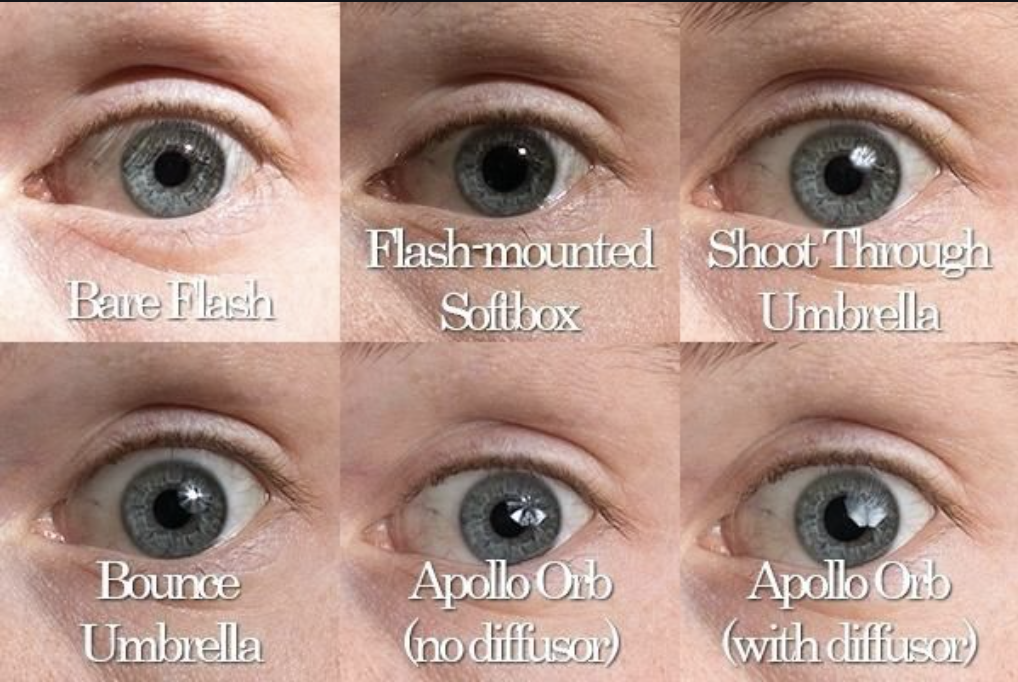 Bare Flash
Flash-mounted
Softbox
Shoot Through
Umbrella
Bounce
Umbrella
Apollo Orb
(no diffusor)
Apollo Orb
(with diffusor)